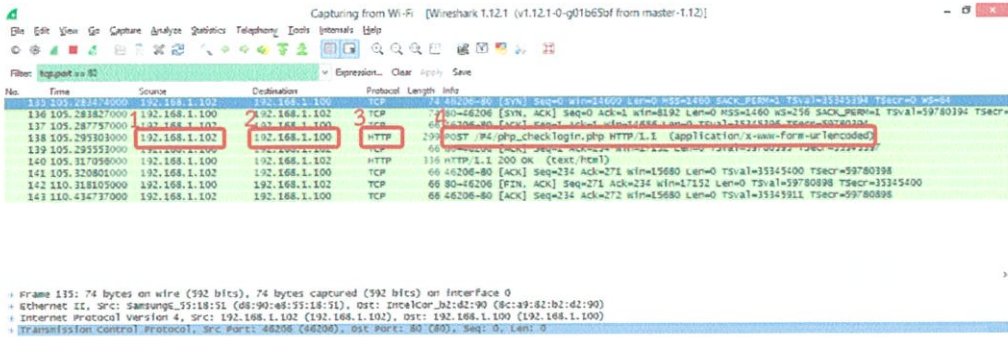 Capturing from Wi-Fi [Wireshark 1.12.1 (v1.12.1-0-g01b65bf from master-1.12)]
File Edit View Go Capture Analyze Statistics Telephony Tools Internals Help
Filter: tcp.port == 80 Expression... Clear Apply Save
No. Time Source Destination Protocol Length Info
135 105.283474000 192.168.1.102 192.168.1.100 TCP 74 46206-80 [SYN] Seq=0 Win=14600 Len=0 MSS=1460 SACK_PERM=1 TSval=35345394 TSecr=0 WS=64
1 2 3 4
136 105.283827000 192.168.1.100 192.168.1.102 TCP 80-46206 [SYN, ACK] Seq=0 Ack=1 Win=8192 Len=0 MSS=1460 WS=256 SACK_PERM=1 TSval=59780394 TSecr
137 105.287757000 192.168.1.102 192.168.1.100 TCP
138 105.295303000 192.168.1.102 192.168.1.100 HTTP 299 POST /P4/php_checklogin.php HTTP/1.1 (application/x-www-form-urlencoded)
139 105.295553000
140 105.317056000 192.168.1.100 192.168.1.102 HTTP 336 HTTP/1.1 200 OK (text/html)
141 105.320801000 192.168.1.102 192.168.1.100 TCP 66 46206-80 [ACK] Seq=234 Ack=271 Win=15680 Len=0 TSval=35345400 TSecr=59780398
142 110.318105000 192.168.1.100 192.168.1.102 TCP 66 80-46206 [FIN, ACK] Seq=271 Ack=234 Win=17152 Len=0 TSval=59780898 TSecr=35345400
143 110.434737000 192.168.1.102 192.168.1.100 TCP 66 46206-80 [ACK] Seq=234 Ack=272 Win=15680 Len=0 TSval=35345911 TSecr=59780898
Frame 135: 74 bytes on wire (592 bits), 74 bytes captured (592 bits) on interface 0
Ethernet II, Src: SamsungE_55:18:51 (d8:90:e8:55:18:51), Dst: IntelCor_b2:d2:90 (8c:a9:82:b2:d2:90)
Internet Protocol Version 4, Src: 192.168.1.102 (192.168.1.102), Dst: 192.168.1.100 (192.168.1.100)
Transmission Control Protocol, Src Port: 46206 (46206), Dst Port: 80 (80), Seq: 0, Len: 0